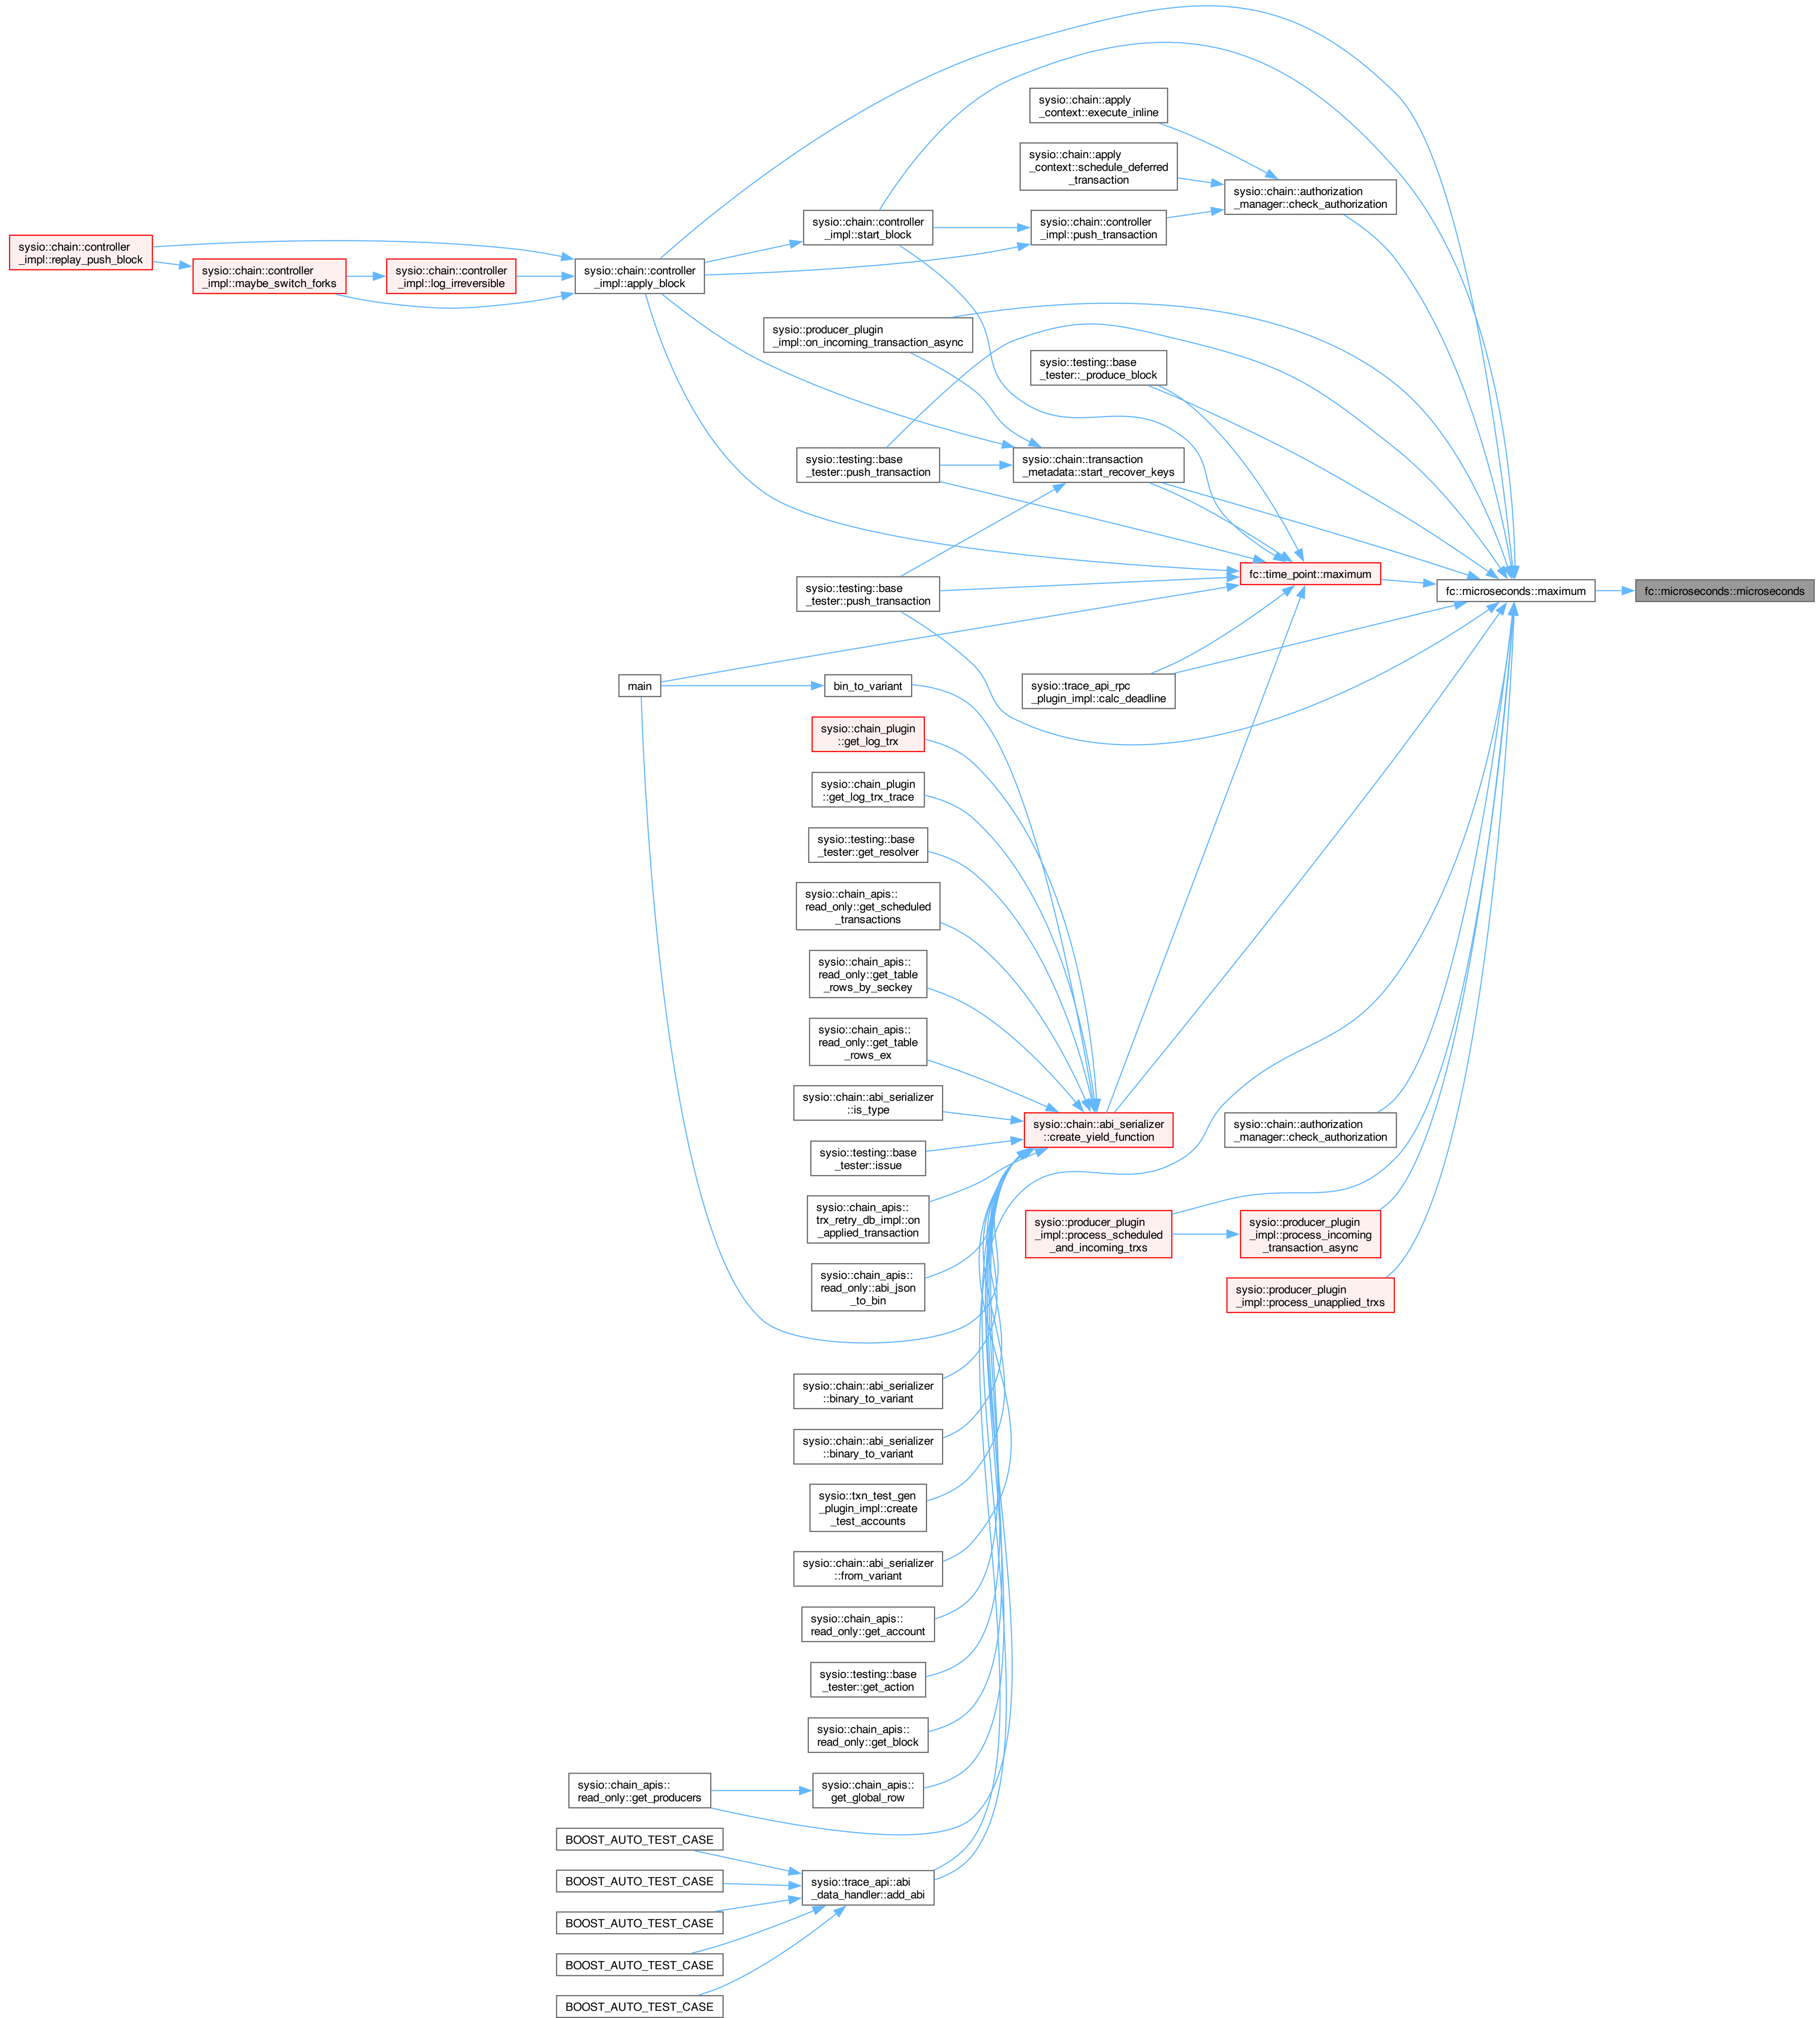 sysio::chain::apply
_context::execute_inline
sysio::chain::apply
_context::schedule_deferred
_transaction
sysio::chain::authorization
_manager::check_authorization
sysio::chain::controller
_impl::start_block
sysio::chain::controller
_impl::push_transaction
sysio::chain::controller
_impl::replay_push_block
sysio::chain::controller
_impl::maybe_switch_forks
sysio::chain::controller
_impl::log_irreversible
sysio::chain::controller
_impl::apply_block
sysio::producer_plugin
_impl::on_incoming_transaction_async
sysio::testing::base
_tester::_produce_block
sysio::testing::base
_tester::push_transaction
sysio::chain::transaction
_metadata::start_recover_keys
fc::time_point::maximum
sysio::testing::base
_tester::push_transaction
fc::microseconds::maximum
fc::microseconds::microseconds
main
bin_to_variant
sysio::trace_api_rpc
_plugin_impl::calc_deadline
sysio::chain_plugin
::get_log_trx
sysio::chain_plugin
::get_log_trx_trace
sysio::testing::base
_tester::get_resolver
sysio::chain_apis::
read_only::get_scheduled
_transactions
sysio::chain_apis::
read_only::get_table
_rows_by_seckey
sysio::chain_apis::
read_only::get_table
_rows_ex
sysio::chain::abi_serializer
::is_type
sysio::chain::abi_serializer
::create_yield_function
sysio::chain::authorization
_manager::check_authorization
sysio::testing::base
_tester::issue
sysio::chain_apis::
trx_retry_db_impl::on
_applied_transaction
sysio::producer_plugin
_impl::process_scheduled
_and_incoming_trxs
sysio::producer_plugin
_impl::process_incoming
_transaction_async
sysio::chain_apis::
read_only::abi_json
_to_bin
sysio::producer_plugin
_impl::process_unapplied_trxs
sysio::chain::abi_serializer
::binary_to_variant
sysio::chain::abi_serializer
::binary_to_variant
sysio::txn_test_gen
_plugin_impl::create
_test_accounts
sysio::chain::abi_serializer
::from_variant
sysio::chain_apis::
read_only::get_account
sysio::testing::base
_tester::get_action
sysio::chain_apis::
read_only::get_block
sysio::chain_apis::
read_only::get_producers
sysio::chain_apis::
get_global_row
BOOST_AUTO_TEST_CASE
BOOST_AUTO_TEST_CASE
sysio::trace_api::abi
_data_handler::add_abi
BOOST_AUTO_TEST_CASE
BOOST_AUTO_TEST_CASE
BOOST_AUTO_TEST_CASE